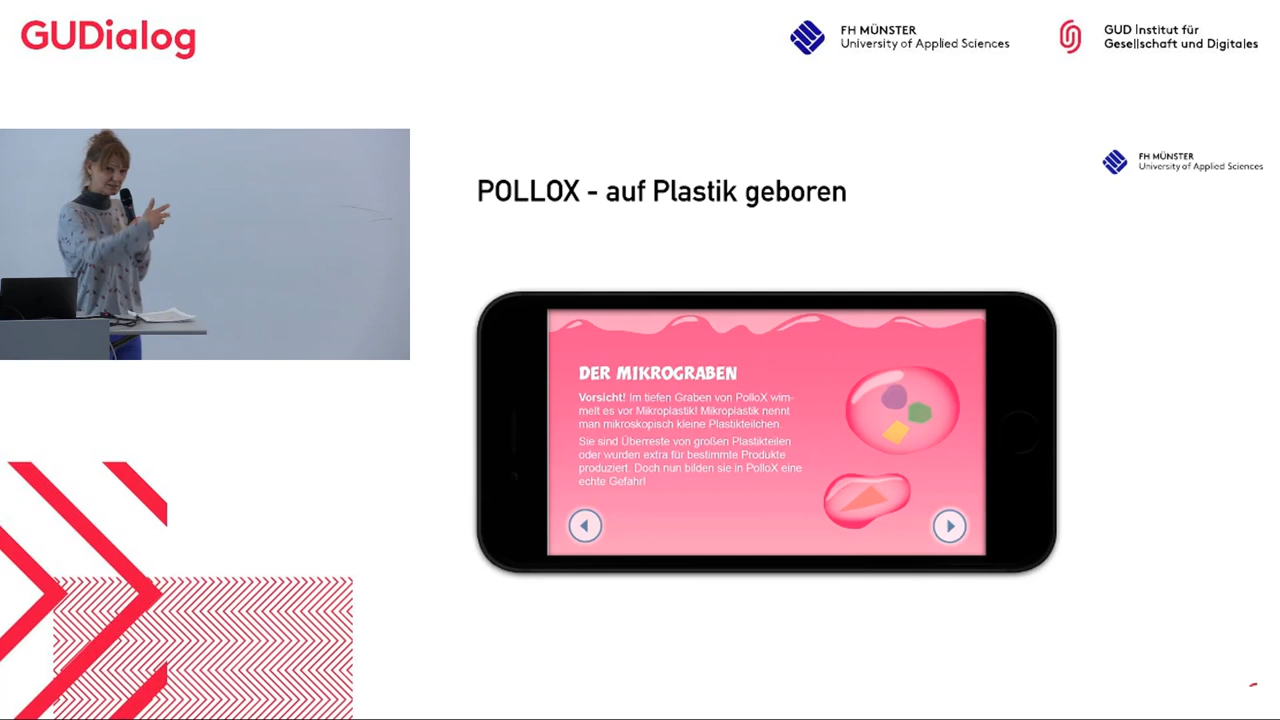 GUDialog
FH MÜNSTER
University of Applied Sciences
GUD Institut für
Gesellschaft und Digitales
FH MÜNSTER
University of Applied Sciences
POLLOX - auf Plastik geboren
DER MIKROGRABEN
Vorsicht! Im tiefen Graben von PolloX wim-
melt es vor Mikroplastik! Mikroplastik nennt
man mikroskopisch kleine Plastikteilchen.
Sie sind Überreste von großen Plastikteilen
oder wurden extra für bestimmte Produkte
produziert. Doch nun bilden sie in PolloX eine
echte Gefahr!